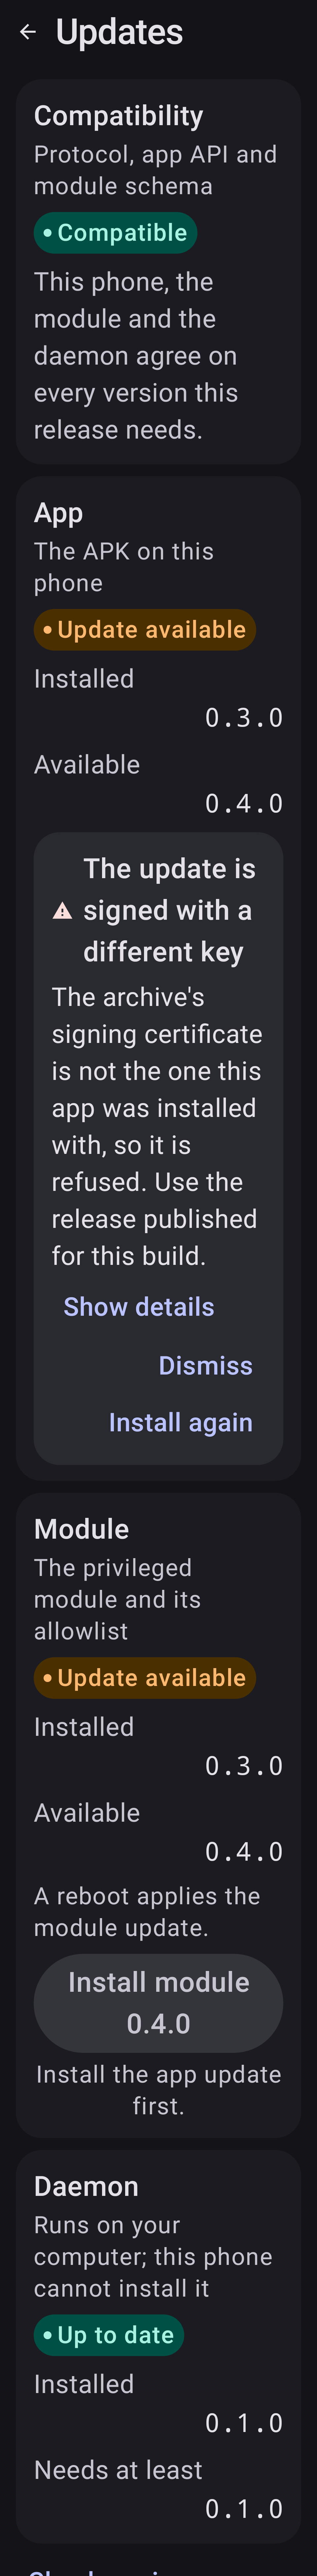 Updates
Compatibility
Protocol, app API and
module schema
Compatible
This phone, the
module and the
daemon agree on
every version this
release needs.
App
The APK on this
phone
Update available
Installed
0.3.0
Available
0.4.0
The update is
signed with a
different key
The archive's
signing certificate
is not the one this
app was installed
with, so it is
refused. Use the
release published
for this build.
Show details
Dismiss
Install again
Module
The privileged
module and its
allowlist
Update available
Installed
0.3.0
Available
0.4.0
A reboot applies the
module update.
Install module
0.4.0
Install the app update
first.
Daemon
Runs on your
computer; this phone
cannot install it
Up to date
Installed
0.1.0
Needs at least
0.1.0